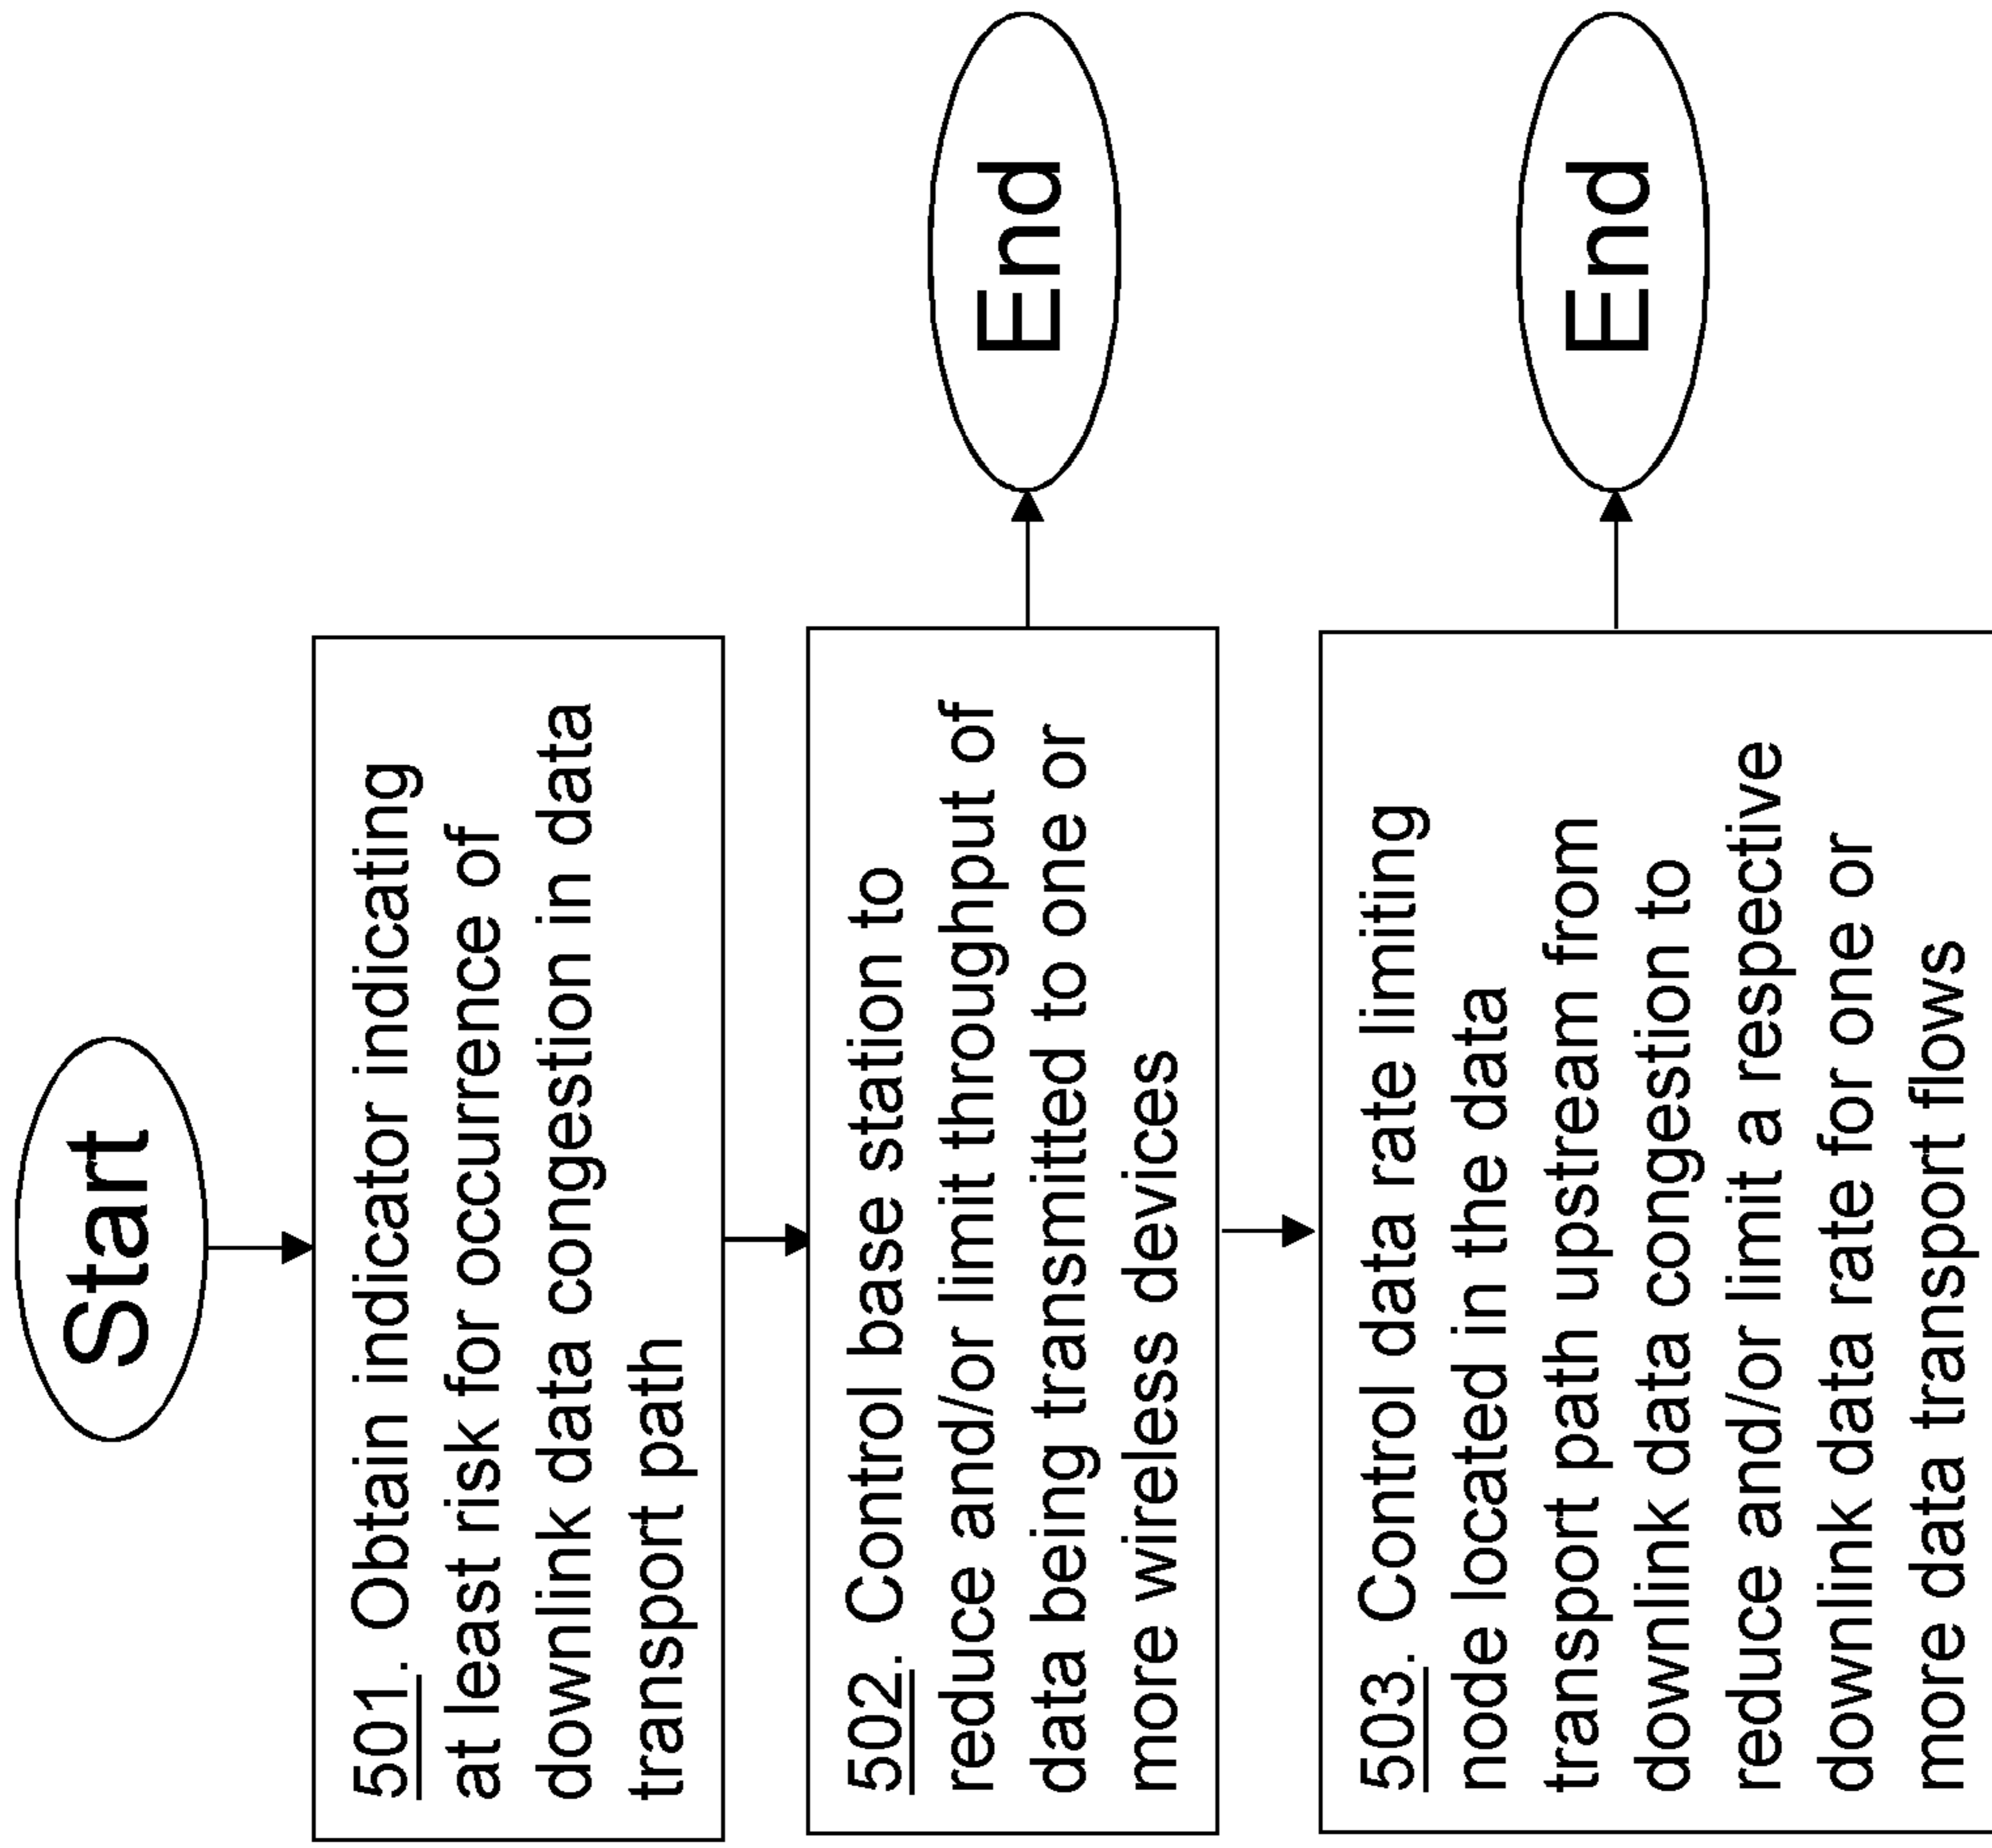 Start
501. Obtain indicator indicating
at least risk for occurrence of
downlink data congestion in data
transport path
502. Control base station to
reduce and/or limit throughput of
data being transmitted to one or
more wireless devices
End
503. Control data rate limiting
node located in the data
transport path upstream from
downlink data congestion to
reduce and/or limit a respective
downlink data rate for one or
more data transport flows
End